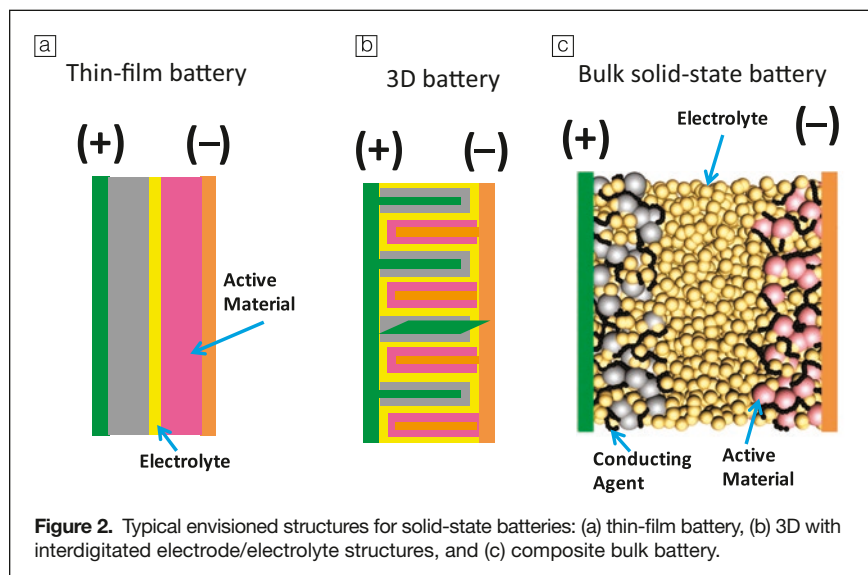 a
Thin-film battery
(+)
(−)
Active
Material
Electrolyte
b
3D battery
(+)
(−)
c
Bulk solid-state battery
Electrolyte
(+)
(−)
Conducting
Agent
Active
Material
Figure 2. Typical envisioned structures for solid-state batteries: (a) thin-film battery, (b) 3D with
interdigitated electrode/electrolyte structures, and (c) composite bulk battery.